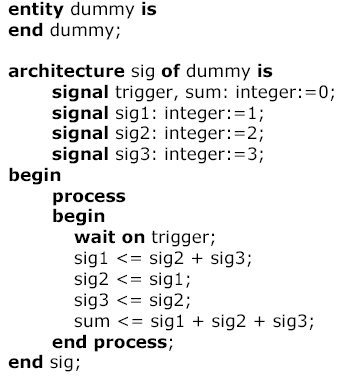 entity dummy is
end dummy;
architecture sig of dummy is
signal trigger, sum: integer:=0;
signal sig1: integer:=1;
signal sig2: integer:=2;
signal sig3: integer:=3;
begin
process
begin
wait on trigger;
sig1 <= sig2 + sig3;
sig2 <= sig1;
sig3 <= sig2;
sum <= sig1 + sig2 + sig3;
end process;
end sig;